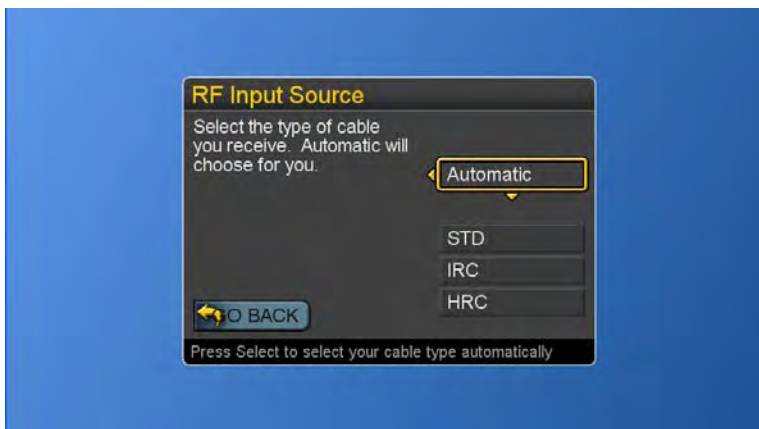 RF Input Source
Select the type of cable
you receive. Automatic will
choose for you.
Automatic
STD
IRC
HRC
GO BACK
Press Select to select your cable type automatically